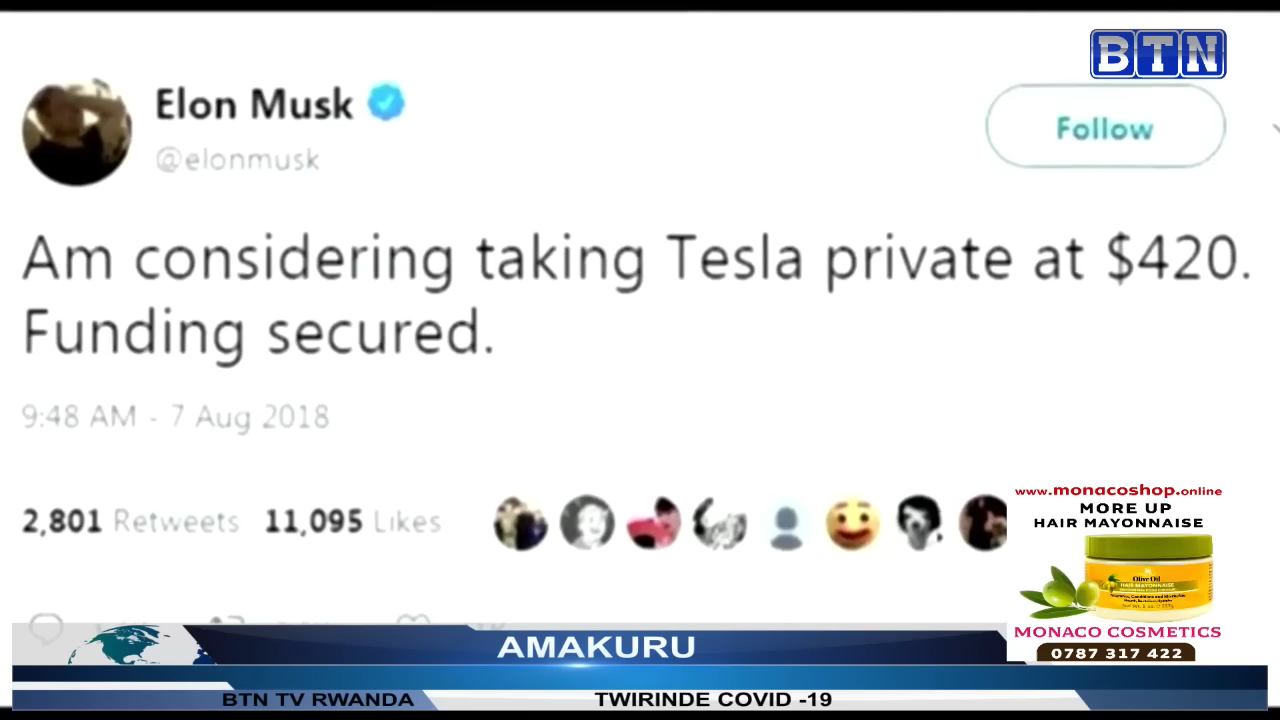 BTN
Elon Musk
@elonmusk
Follow
Am considering taking Tesla private at $420.
Funding secured.
9:48 AM - 7 Aug 2018
2,801 Retweets 11,095 Likes
www.monacoshop.online
MORE UP
HAIR MAYONNAISE
Olive Oil
HAIR MAYONNAISE
MONACO COSMETICS
0787 317 422
AMAKURU
BTN TV RWANDA
TWIRINDE COVID -19